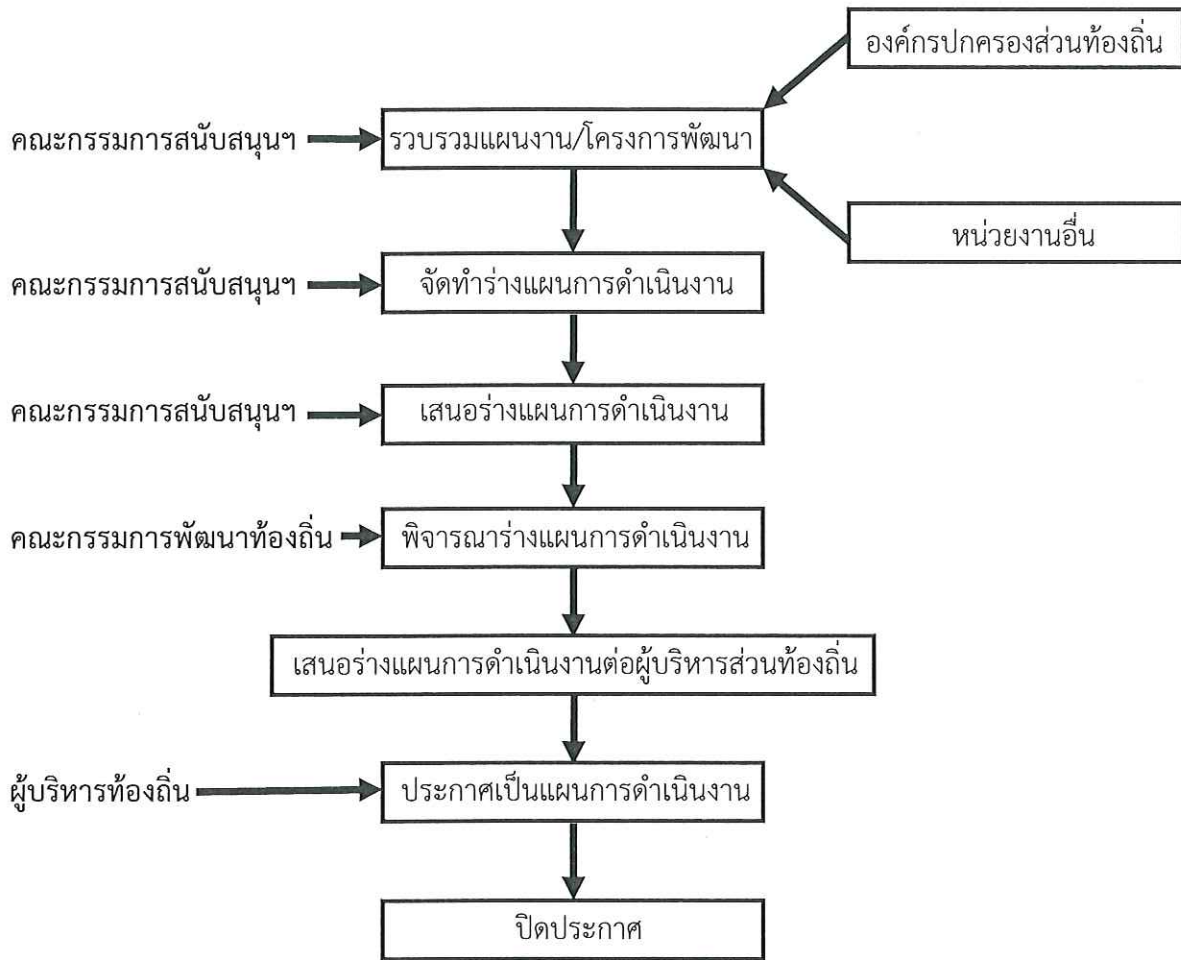 องค์กรปกครองส่วนท้องถิ่น
คณะกรรมการสนับสนุนฯ
รวบรวมแผนงาน/โครงการพัฒนา
หน่วยงานอื่น
คณะกรรมการสนับสนุนฯ
จัดทำร่างแผนการดำเนินงาน
คณะกรรมการสนับสนุนฯ
เสนอร่างแผนการดำเนินงาน
คณะกรรมการพัฒนาท้องถิ่น
พิจารณาร่างแผนการดำเนินงาน
เสนอร่างแผนการดำเนินงานต่อผู้บริหารส่วนท้องถิ่น
ผู้บริหารท้องถิ่น
ประกาศเป็นแผนการดำเนินงาน
ปิดประกาศ